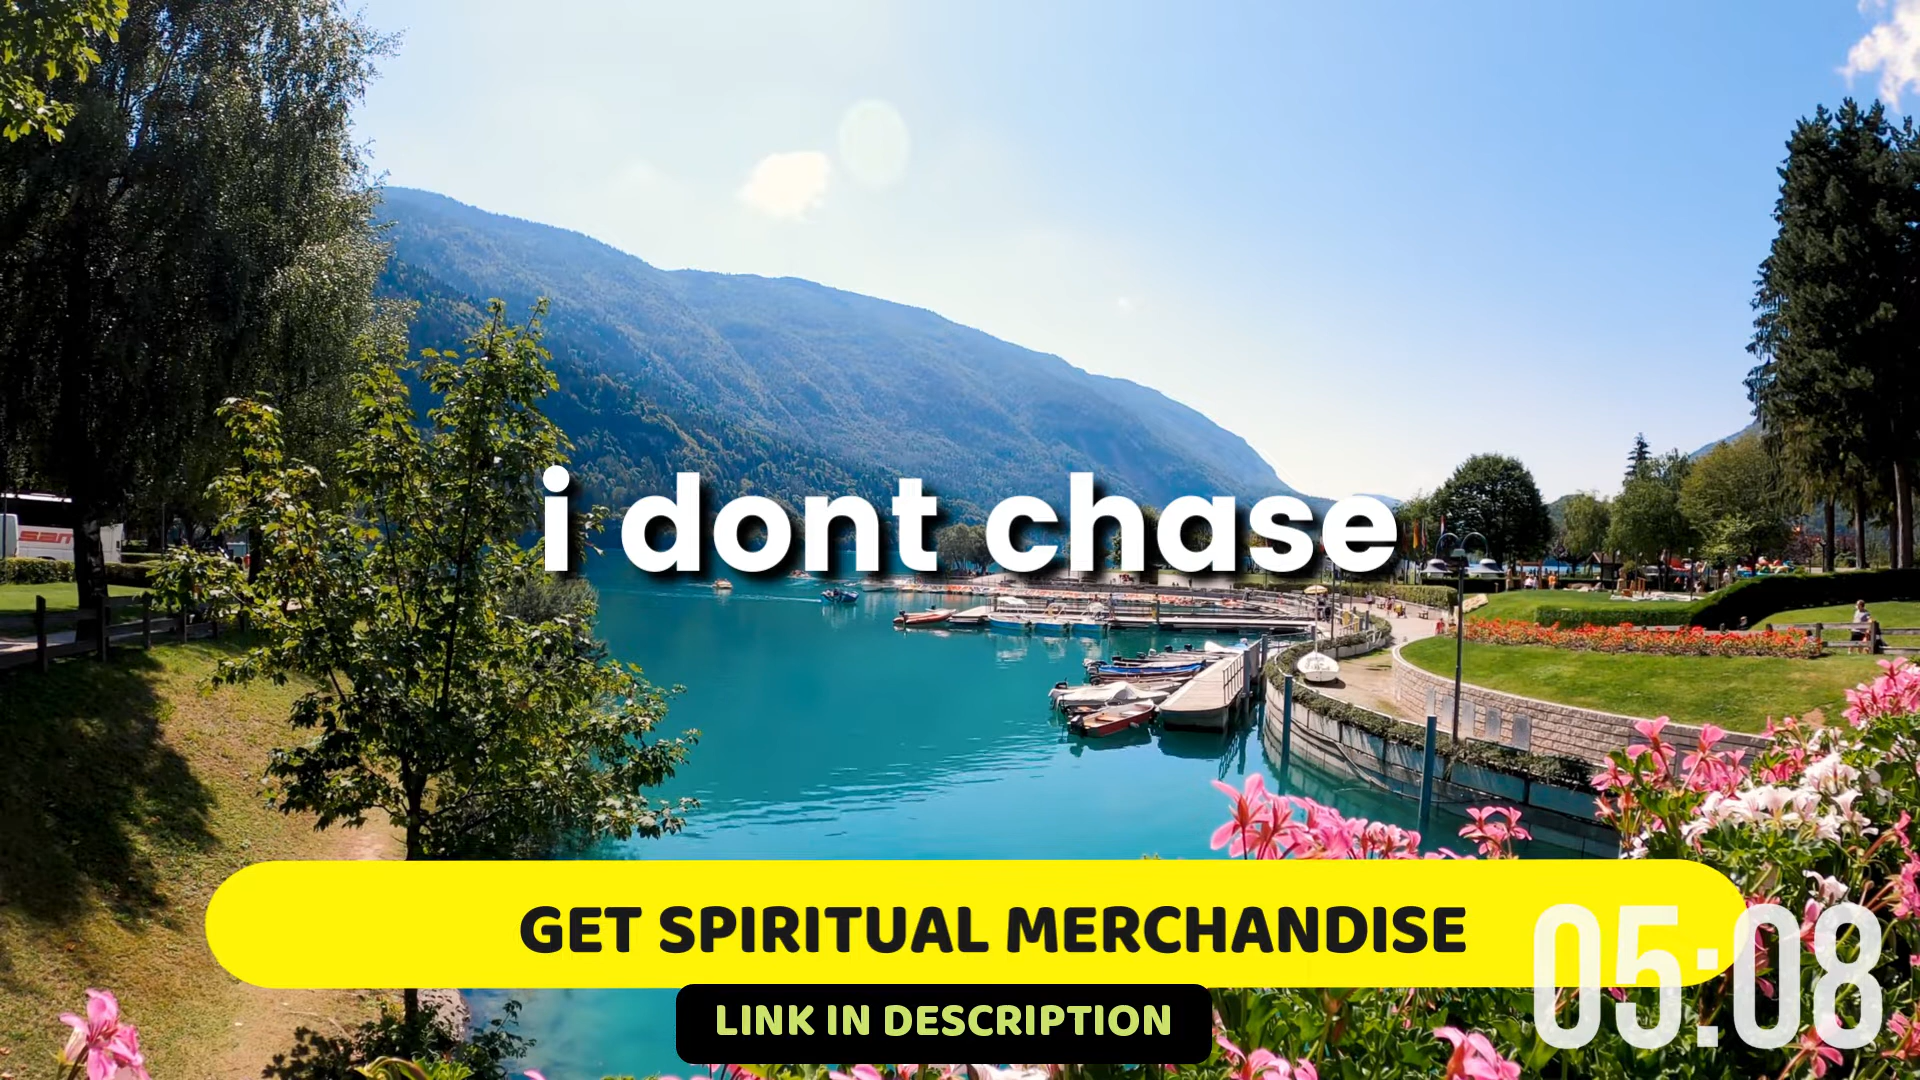 i dont chase
GET SPIRITUAL MERCHANDISE
05:08
LINK IN DESCRIPTION